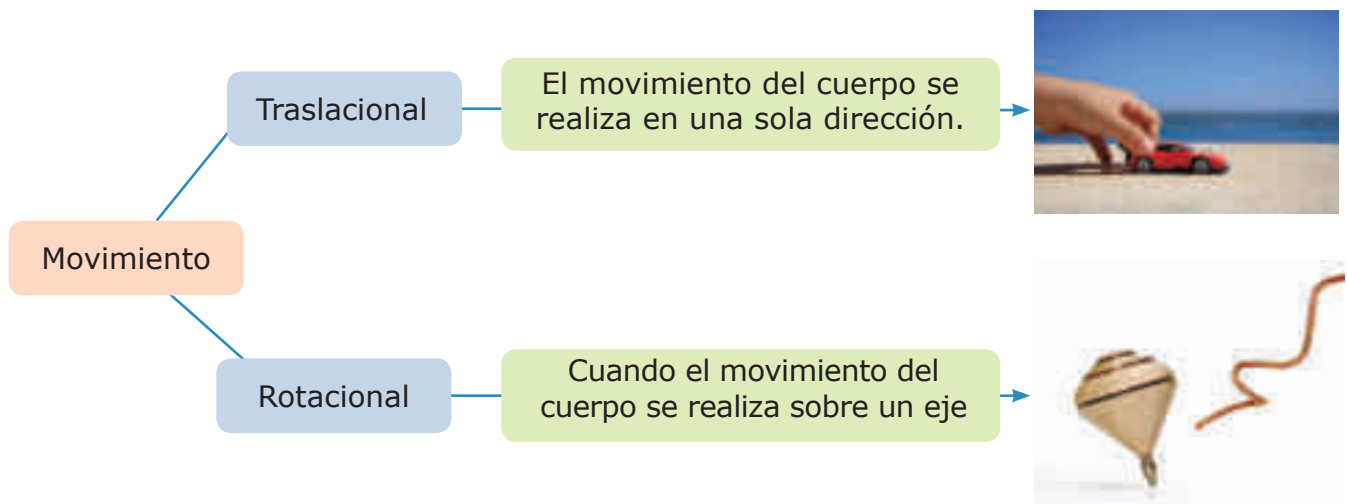 Movimiento
Traslacional
El movimiento del cuerpo se
realiza en una sola dirección.
Rotacional
Cuando el movimiento del
cuerpo se realiza sobre un eje